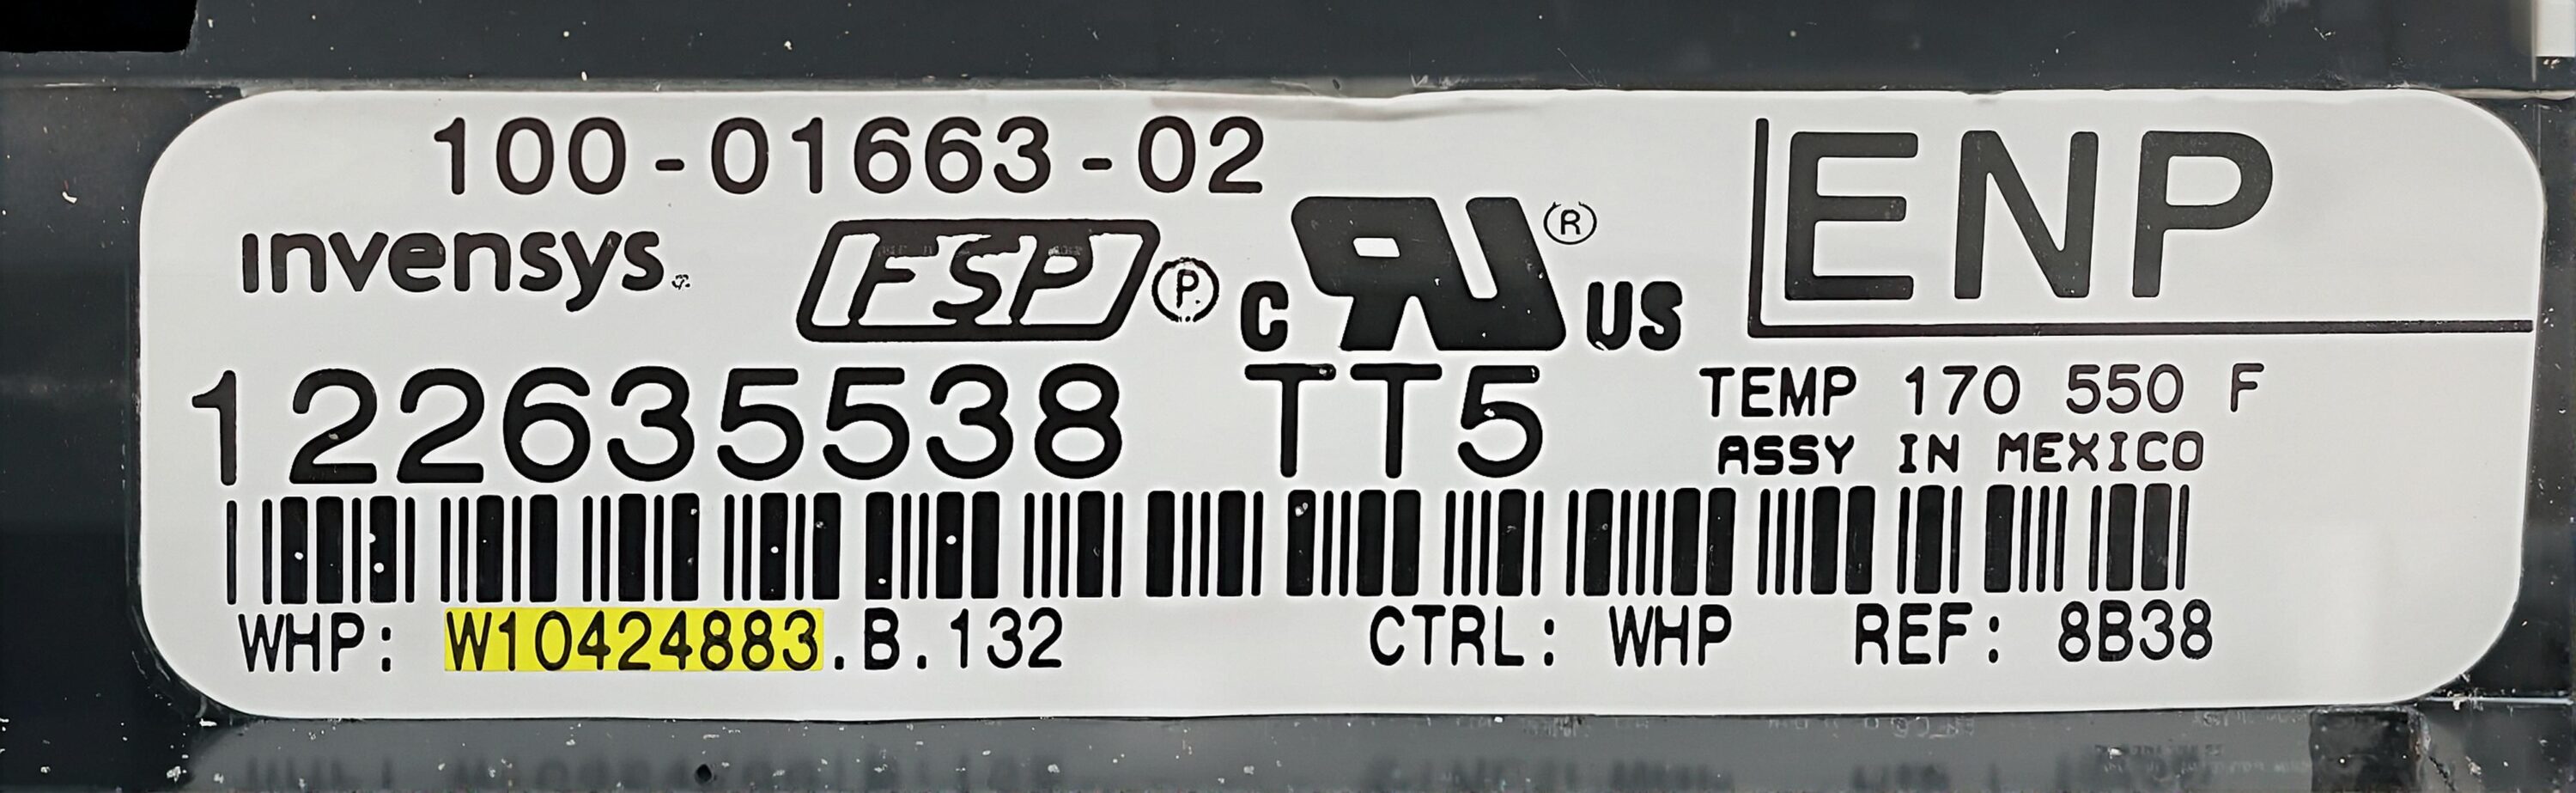 100-01663-02
ENP
invensys
FSP ℗ C RU ® US
122635538 TT5
TEMP 170 550 F
ASSY IN MEXICO
WHP: W10424883.B.132 CTRL: WHP REF: 8B38